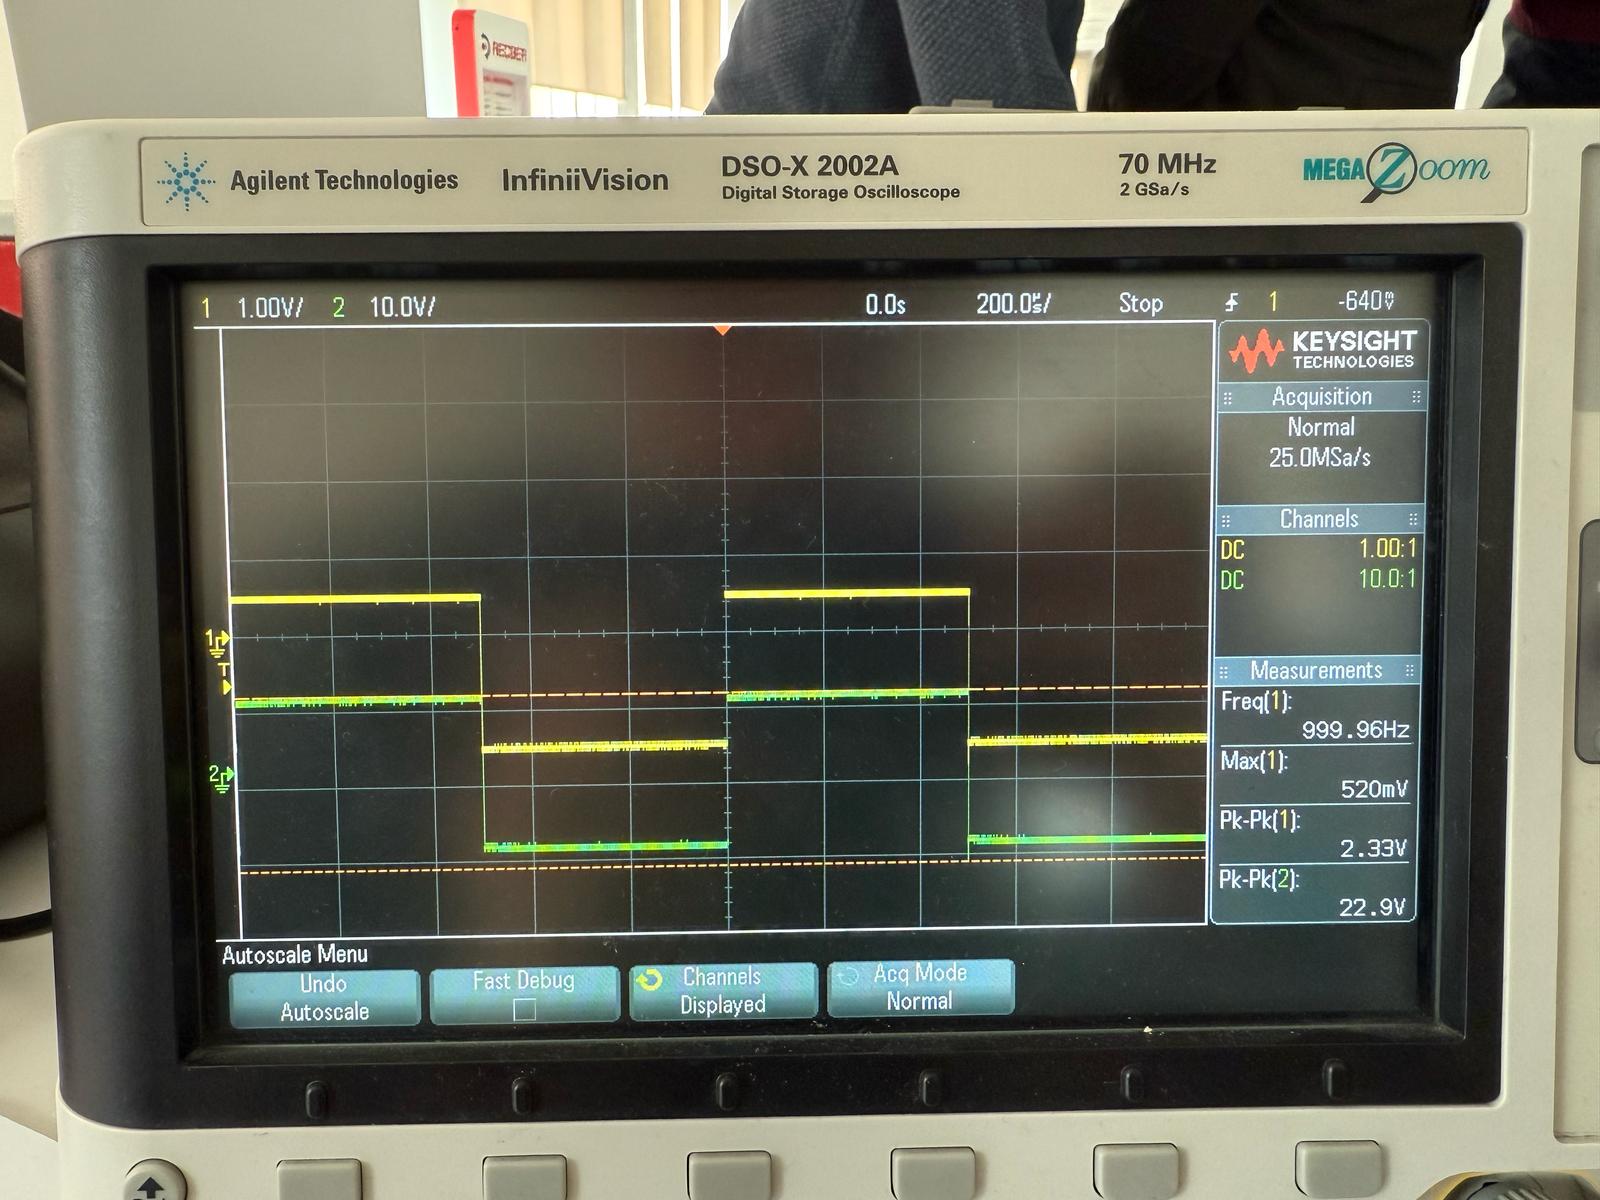 RECBER
Agilent Technologies InfiniiVision DSO-X 2002A 70 MHz MEGA Zoom
Digital Storage Oscilloscope 2 GSa/s
1 1.00V/ 2 10.0V/ 0.0s 200.0µs/ Stop 1 -640mV
KEYSIGHT
TECHNOLOGIES
Acquisition
Normal
25.0MSa/s
Channels
DC 1.00:1
DC 10.0:1
1
T
2
Measurements
Freq(1):
999.96Hz
Max(1):
520mV
Pk-Pk(1):
2.33V
Pk-Pk(2):
22.9V
Autoscale Menu
Undo
Autoscale
Fast Debug
Channels
Displayed
Acq Mode
Normal